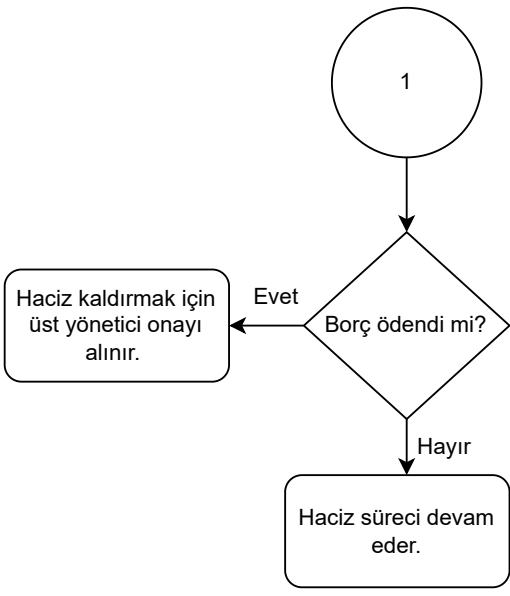 1
Borç ödendi mi?
Evet
Haciz kaldırmak için
üst yönetici onayı
alınır.
Hayır
Haciz süreci devam
eder.